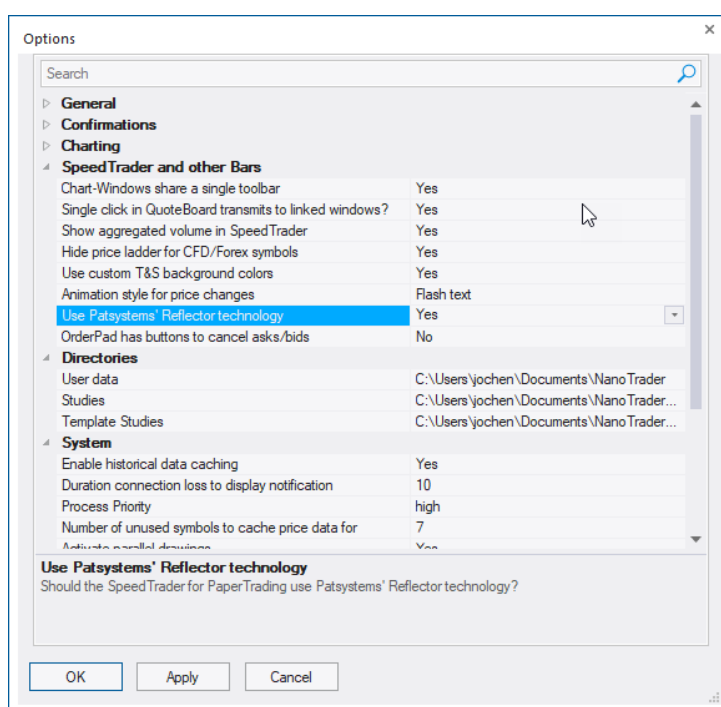 Options
Search
General
Confirmations
Charting
SpeedTrader and other Bars
Chart-Windows share a single toolbar Yes
Single click in QuoteBoard transmits to linked windows? Yes
Show aggregated volume in SpeedTrader Yes
Hide price ladder for CFD/Forex symbols Yes
Use custom T&S background colors Yes
Animation style for price changes Flash text
Use Patsystems' Reflector technology Yes
OrderPad has buttons to cancel asks/bids No
Directories
User data C:\Users\jochen\Documents\NanoTrader
Studies C:\Users\jochen\Documents\NanoTrader...
Template Studies C:\Users\jochen\Documents\NanoTrader...
System
Enable historical data caching Yes
Duration connection loss to display notification 10
Process Priority high
Number of unused symbols to cache price data for 7
Activate parallel drawings Yes
Use Patsystems' Reflector technology
Should the SpeedTrader for PaperTrading use Patsystems' Reflector technology?
OK Apply Cancel